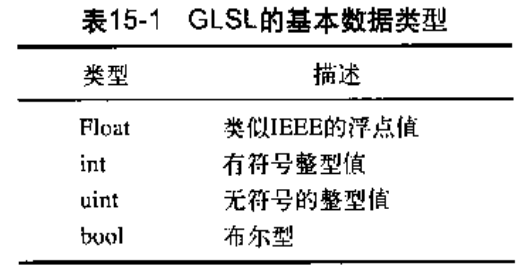 表15-1 GLSL的基本数据类型
类型 描述
Float 类似IEEE的浮点值
int 有符号整型值
uint 无符号的整型值
bool 布尔型